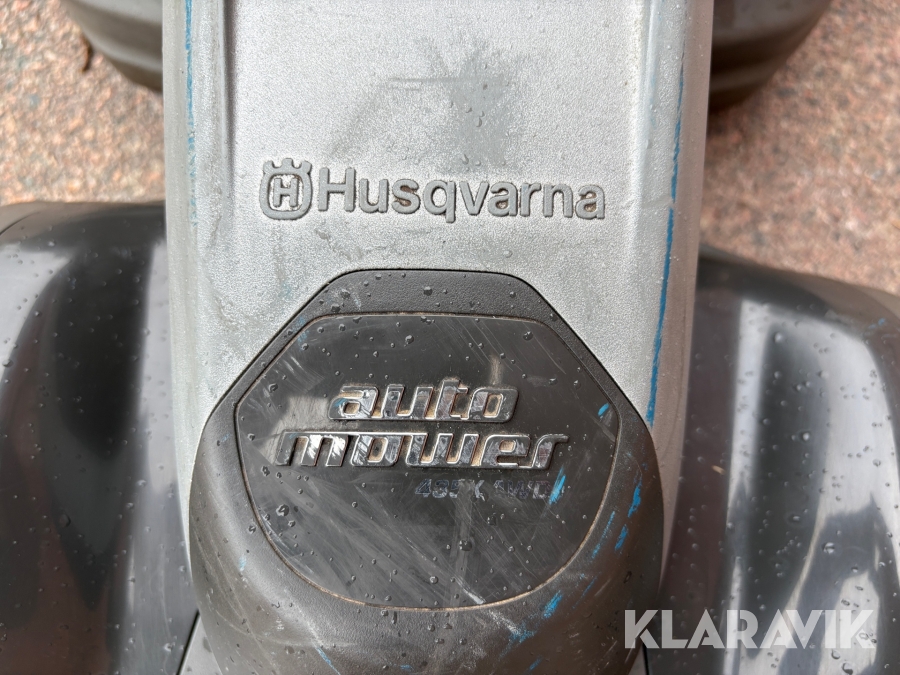 H Husqvarna
auto
mower
KLARAVIK